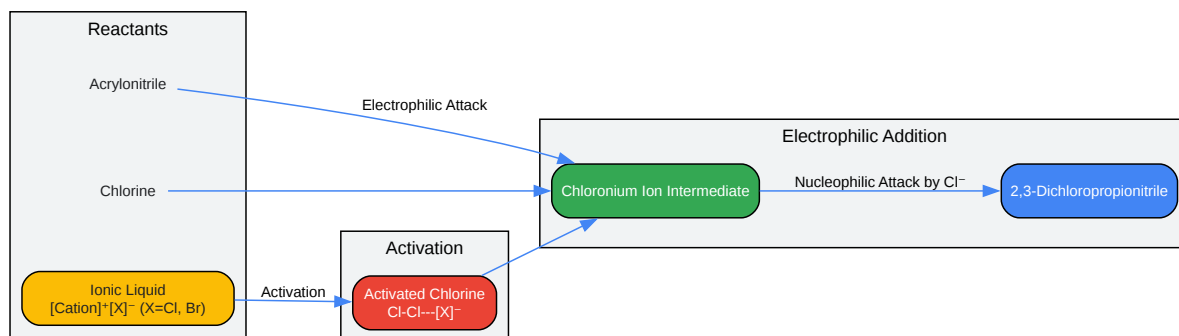 Reactants
Acrylonitrile
Electrophilic Attack
Electrophilic Addition
Chlorine
Chloronium Ion Intermediate
Nucleophilic Attack by Cl⁻
2,3-Dichloropropionitrile
Activation
Ionic Liquid
[Cation]⁺[X]⁻ (X=Cl, Br)
Activation
Activated Chlorine
Cl-Cl---[X]⁻